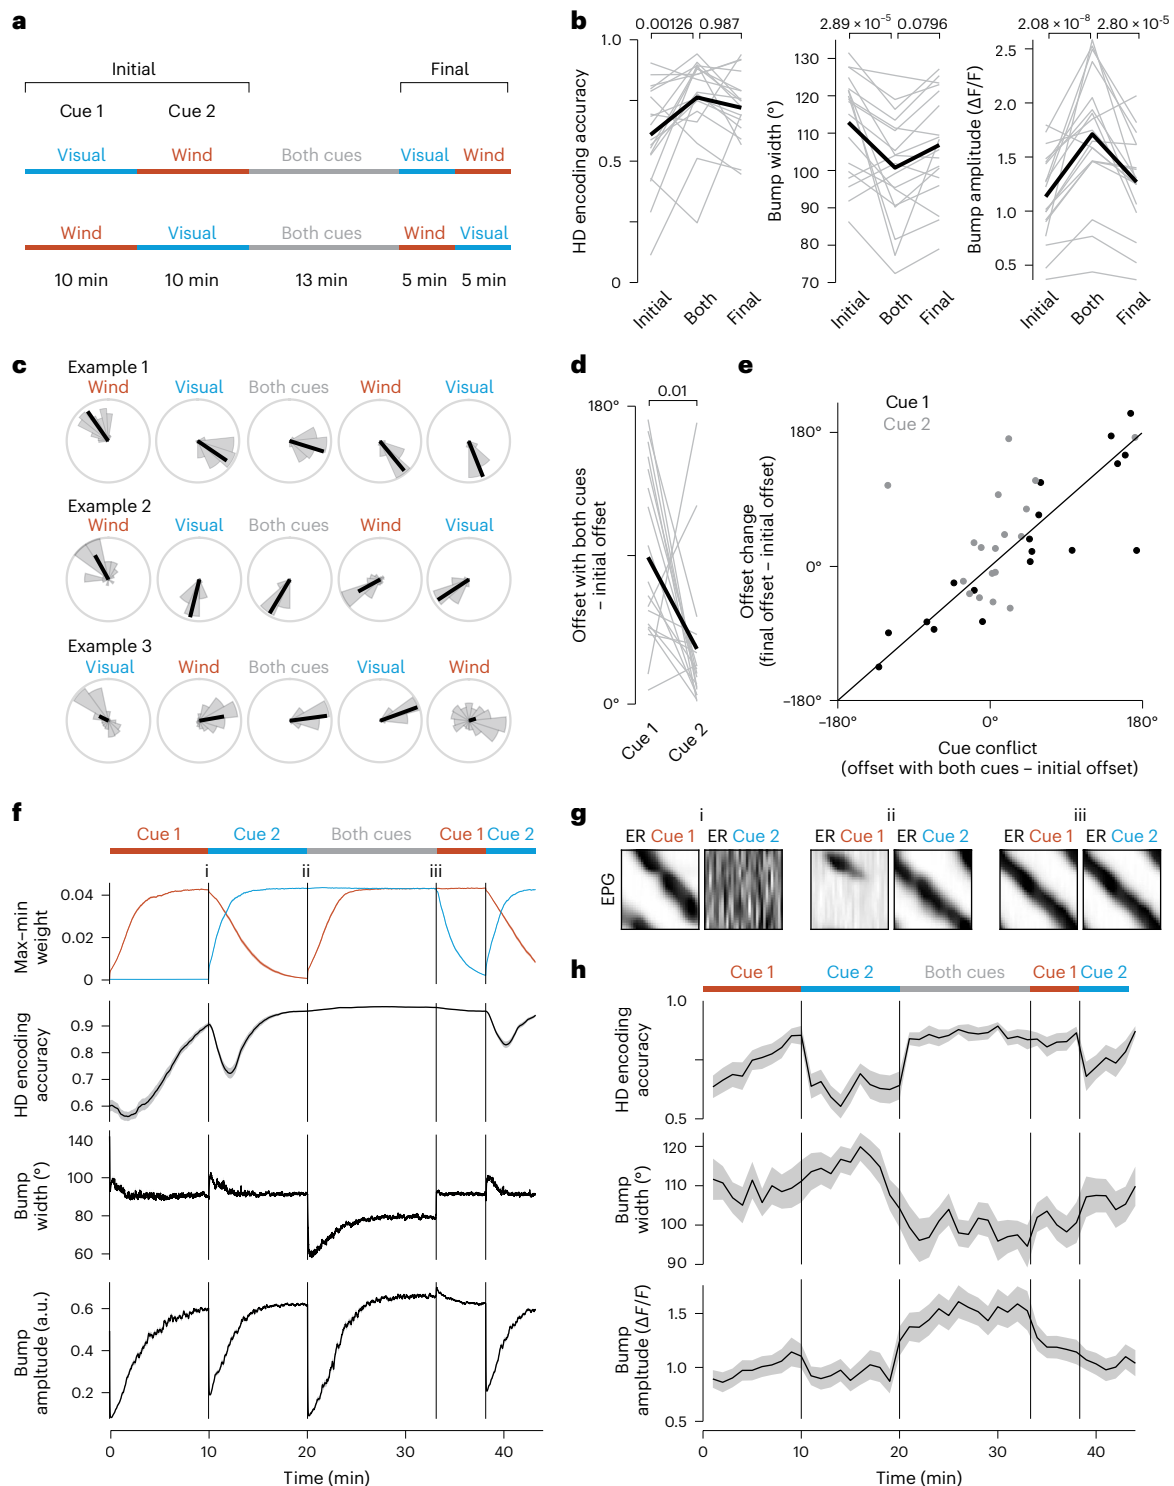 a
Initial
Final
Cue 1
Cue 2
Visual
Wind
Both cues
Visual
Wind
Wind
Visual
Both cues
Wind
Visual
10 min
10 min
13 min
5 min
5 min
b
0.00126
0.987
1.0
0.5
0
HD encoding accuracy
Initial
Both
Final
2.89 × 10⁻⁵
0.0796
130
120
110
100
90
80
70
Bump width (°)
Initial
Both
Final
2.08 × 10⁻⁸
2.80 × 10⁻⁵
2.5
2.0
1.5
1.0
0.5
Bump amplitude (ΔF/F)
Initial
Both
Final
c
Example 1
Wind
Visual
Both cues
Wind
Visual
Example 2
Wind
Visual
Both cues
Wind
Visual
Example 3
Visual
Wind
Both cues
Visual
Wind
d
0.01
180°
0°
Offset with both cues
– initial offset
Cue 1
Cue 2
e
Cue 1
Cue 2
180°
0°
–180°
Offset change
(final offset – initial offset)
–180°
0°
180°
Cue conflict
(offset with both cues – initial offset)
f
Cue 1
Cue 2
Both cues
Cue 1
Cue 2
i
ii
iii
0.04
0.02
0
Max–min
weight
0.9
0.8
0.7
0.6
HD encoding
accuracy
140
100
80
60
Bump
width (°)
0.6
0.4
0.2
Bump
ampltude (a.u.)
0
10
20
30
40
Time (min)
g
i
ii
iii
ER Cue 1
ER Cue 2
ER Cue 1
ER Cue 2
ER Cue 1
ER Cue 2
EPG
h
Cue 1
Cue 2
Both cues
Cue 1
Cue 2
1.0
0.5
HD encoding
accuracy
120
110
100
90
Bump
width (°)
1.5
1.0
0.5
Bump
ampltude (ΔF/F)
0
10
20
30
40
Time (min)